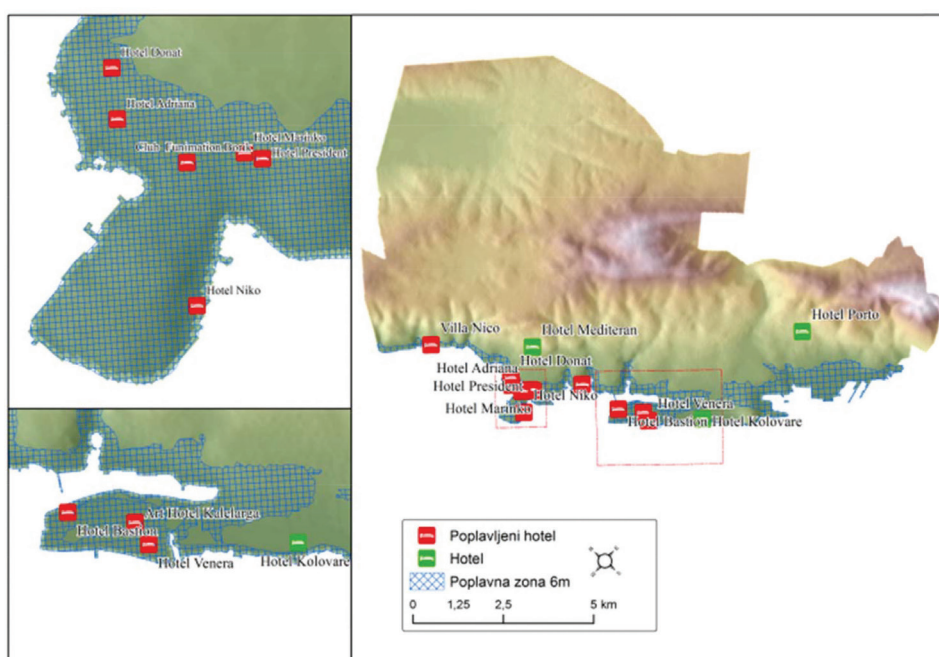 Hotel Donat
Hotel Adriana
Hotel Marinko
Club Funimation Borik
Hotel President
Hotel Niko
Art Hotel Kalelarga
Hotel Bastion
Hotel Venera
Hotel Kolovare
Villa Nico
Hotel Mediteran
Hotel Porto
Hotel Donat
Hotel Adriana
Hotel President
Hotel Niko
Hotel Marinko
Hotel Venera
Hotel Bastion Hotel Kolovare
Poplavljeni hotel
Hotel
Poplavna zona 6m
0 1,25 2,5 5 km